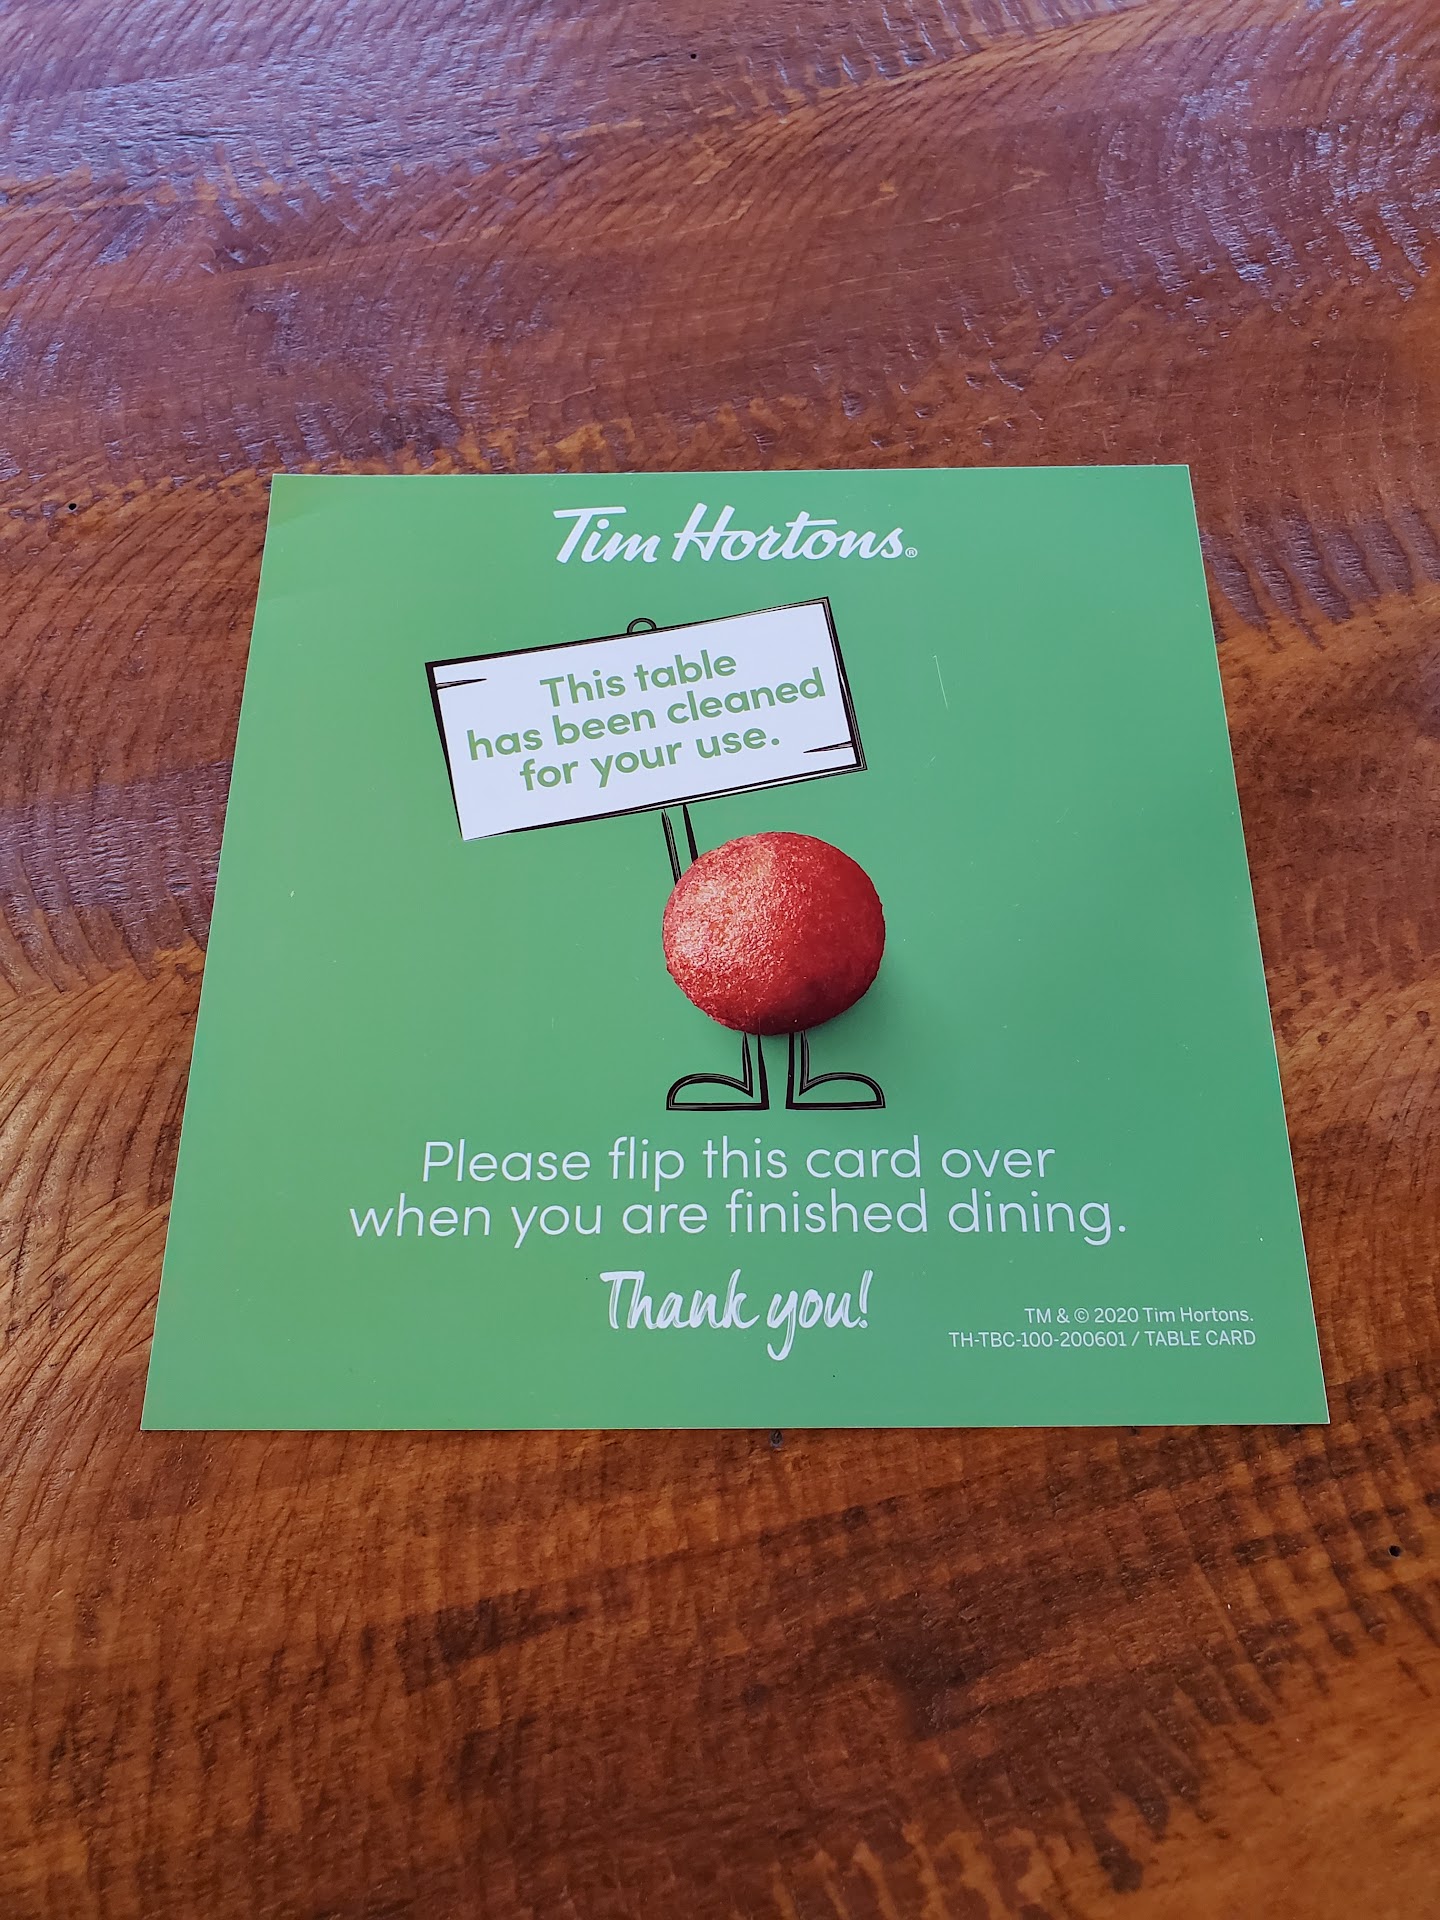 Tim Hortons®
This table
has been cleaned
for your use.
Please flip this card over
when you are finished dining.
Thank you!
TM & © 2020 Tim Hortons.
TH-TBC-100-200601 / TABLE CARD